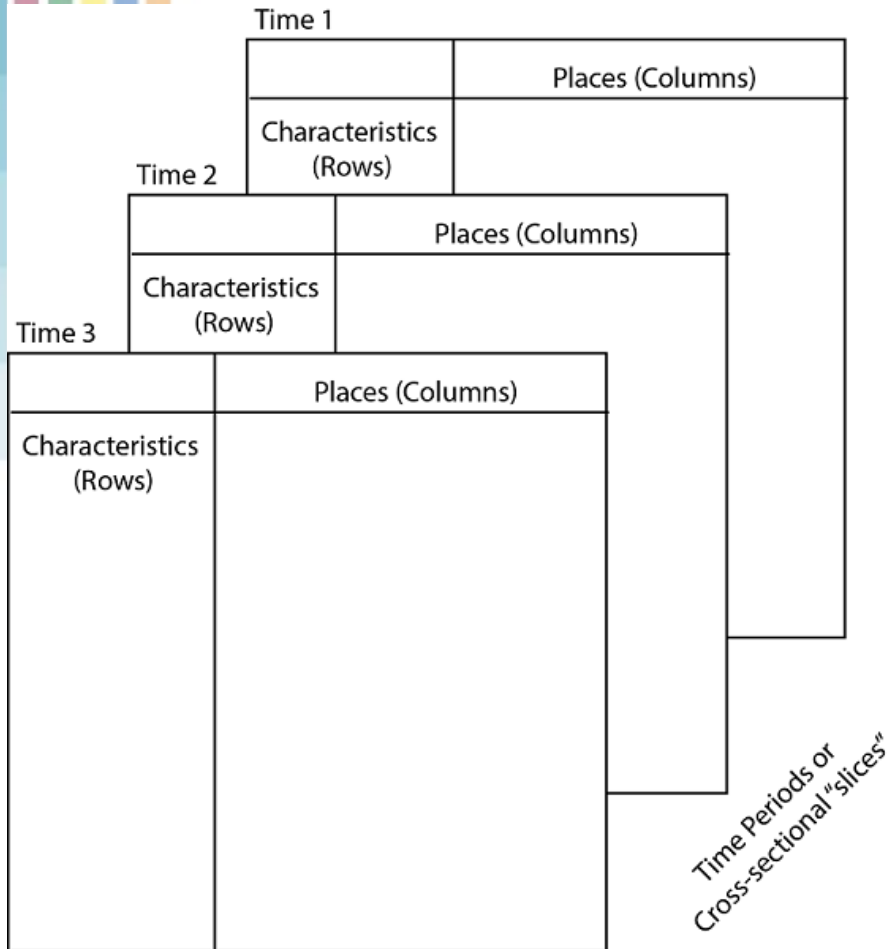 Time 1
Places (Columns)
Characteristics
(Rows)
Time 2
Places (Columns)
Characteristics
(Rows)
Time 3
Places (Columns)
Characteristics
(Rows)
Time Periods or
Cross-sectional “slices”